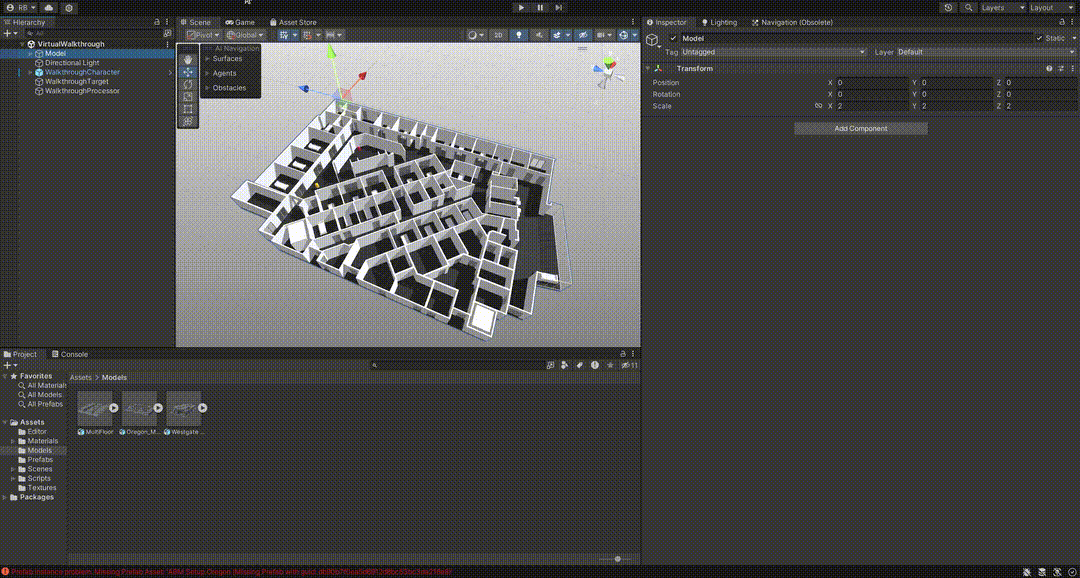 RB
Layers
Layout
Hierarchy
All
VirtualWalkthrough
Model
Directional Light
WalkthroughCharacter
WalkthroughTarget
WalkthroughProcessor
Scene
Game
Asset Store
Pivot
Global
2D
AI Navigation
Surfaces
Agents
Obstacles
Inspector
Lighting
Navigation (Obsolete)
Model
Static
Tag
Untagged
Layer
Default
Transform
Position
X 0 Y 0 Z 0
Rotation
X 0 Y 0 Z 0
Scale
X 2 Y 2 Z 2
Add Component
Project
Console
11
Favorites
All Materials
All Models
All Prefabs
Assets
Editor
Materials
Models
Prefabs
Scenes
Scripts
Textures
Packages
Assets > Models
MultiFloor
Oregon_M...
Westgate ...
Prefab instance problem. Missing Prefab Asset: 'ABM Setup Oregon (Missing Prefab with guid: